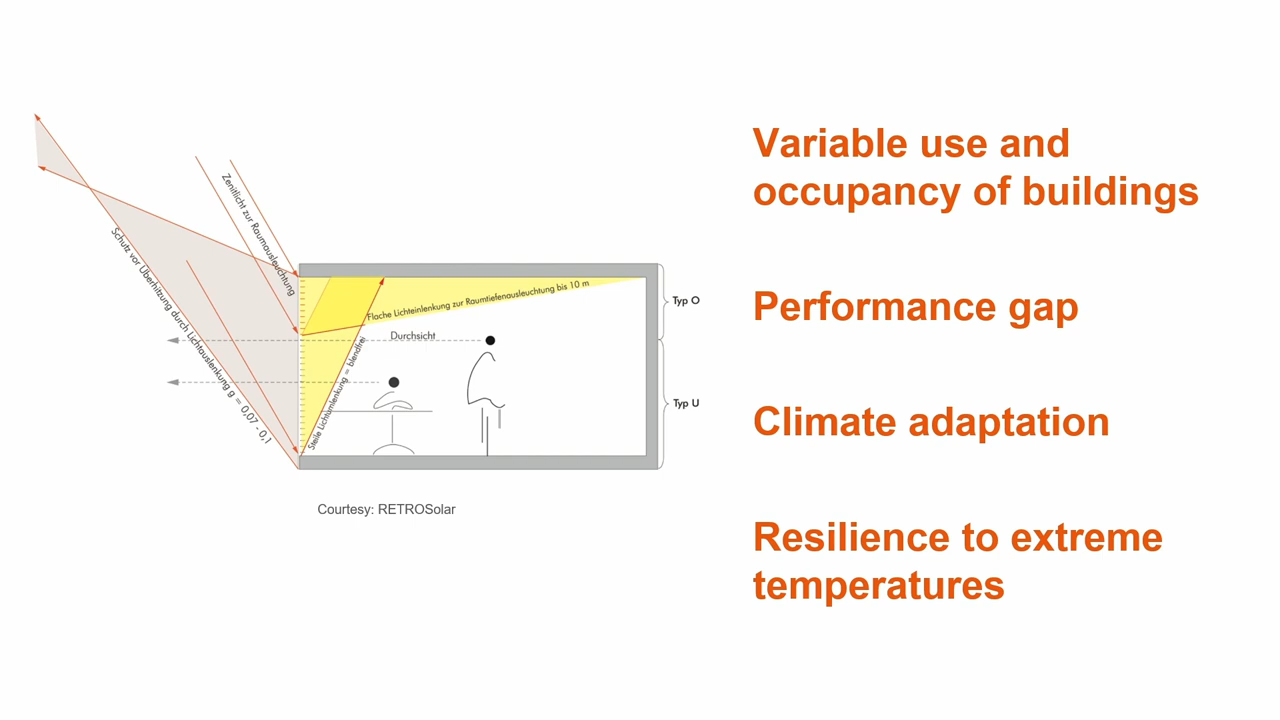 Zenitlicht zur Raumausleuchtung
Schutz vor Überhitzung durch Lichtauslenkung g = 0,07 - 0,1
Flache Lichteinlenkung zur Raumtiefenausleuchtung bis 10 m
Durchsicht
Steile Lichtumlenkung = blendfrei
Typ O
Typ U
Courtesy: RETROSolar
Variable use and
occupancy of buildings
Performance gap
Climate adaptation
Resilience to extreme
temperatures